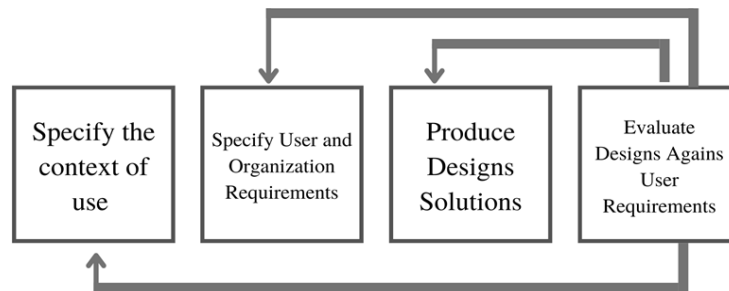 Specify the
context of
use
Specify User and
Organization
Requirements
Produce
Designs
Solutions
Evaluate
Designs Agains
User
Requirements